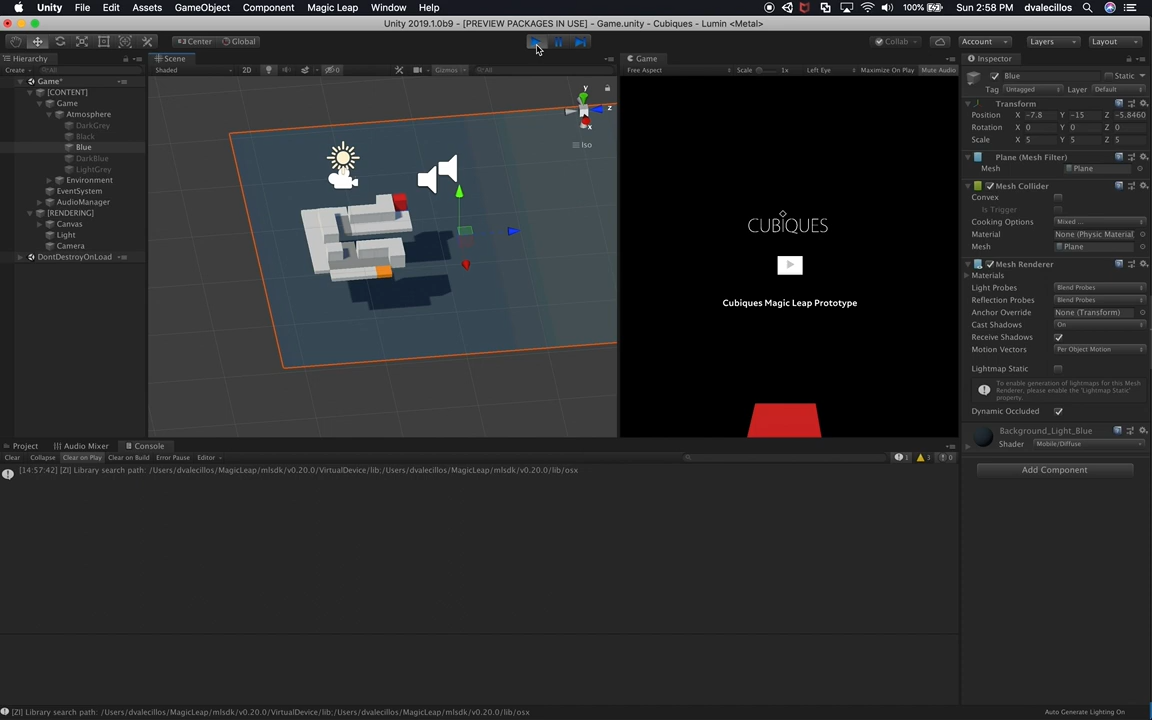 Unity File Edit Assets GameObject Component Magic Leap Window Help 100% Sun 2:58 PM dvalecillos
Unity 2019.1.0b9 - [PREVIEW PACKAGES IN USE] - Game.unity - Cubiques - Lumin <Metal>
Center Global Collab Account Layers Layout
Hierarchy Scene Game Inspector
Create All Shaded 2D Gizmos All Free Aspect Scale 1x Left Eye Maximize On Play Mute Audio
Blue Static
Tag Untagged Layer Default
Game*
[CONTENT]
Game
Atmosphere
DarkGrey
Black
Blue
DarkBlue
LightGrey
Environment
EventSystem
AudioManager
[RENDERING]
Canvas
Light
Camera
DontDestroyOnLoad
y
z
x
Iso
CUBIQUES
Cubiques Magic Leap Prototype
Transform
Position X -7.8 Y -15 Z -5.8460
Rotation X 0 Y 0 Z 0
Scale X 5 Y 5 Z 5
Plane (Mesh Filter)
Mesh Plane
Mesh Collider
Convex
Is Trigger
Cooking Options Mixed ...
Material None (Physic Material)
Mesh Plane
Mesh Renderer
Materials
Light Probes Blend Probes
Reflection Probes Blend Probes
Anchor Override None (Transform)
Cast Shadows On
Receive Shadows
Motion Vectors Per Object Motion
Lightmap Static
To enable generation of lightmaps for this Mesh Renderer, please enable the 'Lightmap Static' property.
Dynamic Occluded
Background_Light_Blue
Shader Mobile/Diffuse
Add Component
Project Audio Mixer Console
Clear Collapse Clear on Play Clear on Build Error Pause Editor 1 3 0
[14:57:42] [ZI] Library search path: /Users/dvalecillos/MagicLeap/mlsdk/v0.20.0/VirtualDevice/lib;/Users/dvalecillos/MagicLeap/mlsdk/v0.20.0/lib/osx
[ZI] Library search path: /Users/dvalecillos/MagicLeap/mlsdk/v0.20.0/VirtualDevice/lib;/Users/dvalecillos/MagicLeap/mlsdk/v0.20.0/lib/osx
Auto Generate Lighting On